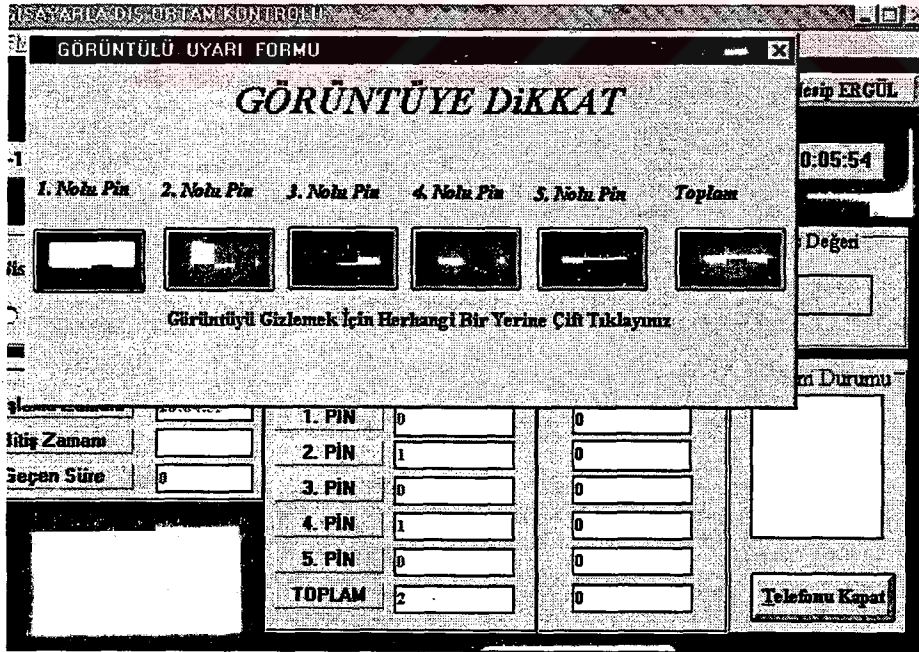 GÖRÜNTÜLÜ UYARI FORMU
GÖRÜNTÜYE DiKKAT
ERGÜL
0:05:54
1. Nolu Pin 2. Nolu Pin 3. Nolu Pin 4. Nolu Pin 5. Nolu Pin Toplam
Değeri
Görüntüyü Gizlemek İçin Herhangi Bir Yerine Çift Tıklayınız
Durumu
1. PİN 0 0
Zamanı 2. PİN 1 0
Geçen Süre 0 3. PİN 0 0
4. PİN 1 0
5. PİN 0 0
TOPLAM 2 0 Telefonu Kapat